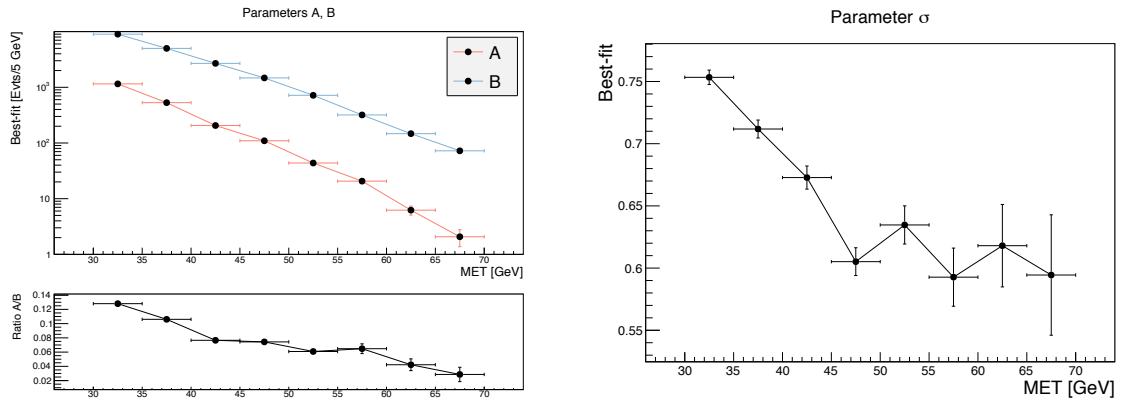 Parameters A, B
Best-fit [Evts/5 GeV]
A
B
10³
10²
10
1
30 35 40 45 50 55 60 65 70
MET [GeV]
Ratio A/B
0.14
0.12
0.1
0.08
0.06
0.04
0.02
30 35 40 45 50 55 60 65 70
Parameter σ
Best-fit
0.75
0.7
0.65
0.6
0.55
30 35 40 45 50 55 60 65 70
MET [GeV]